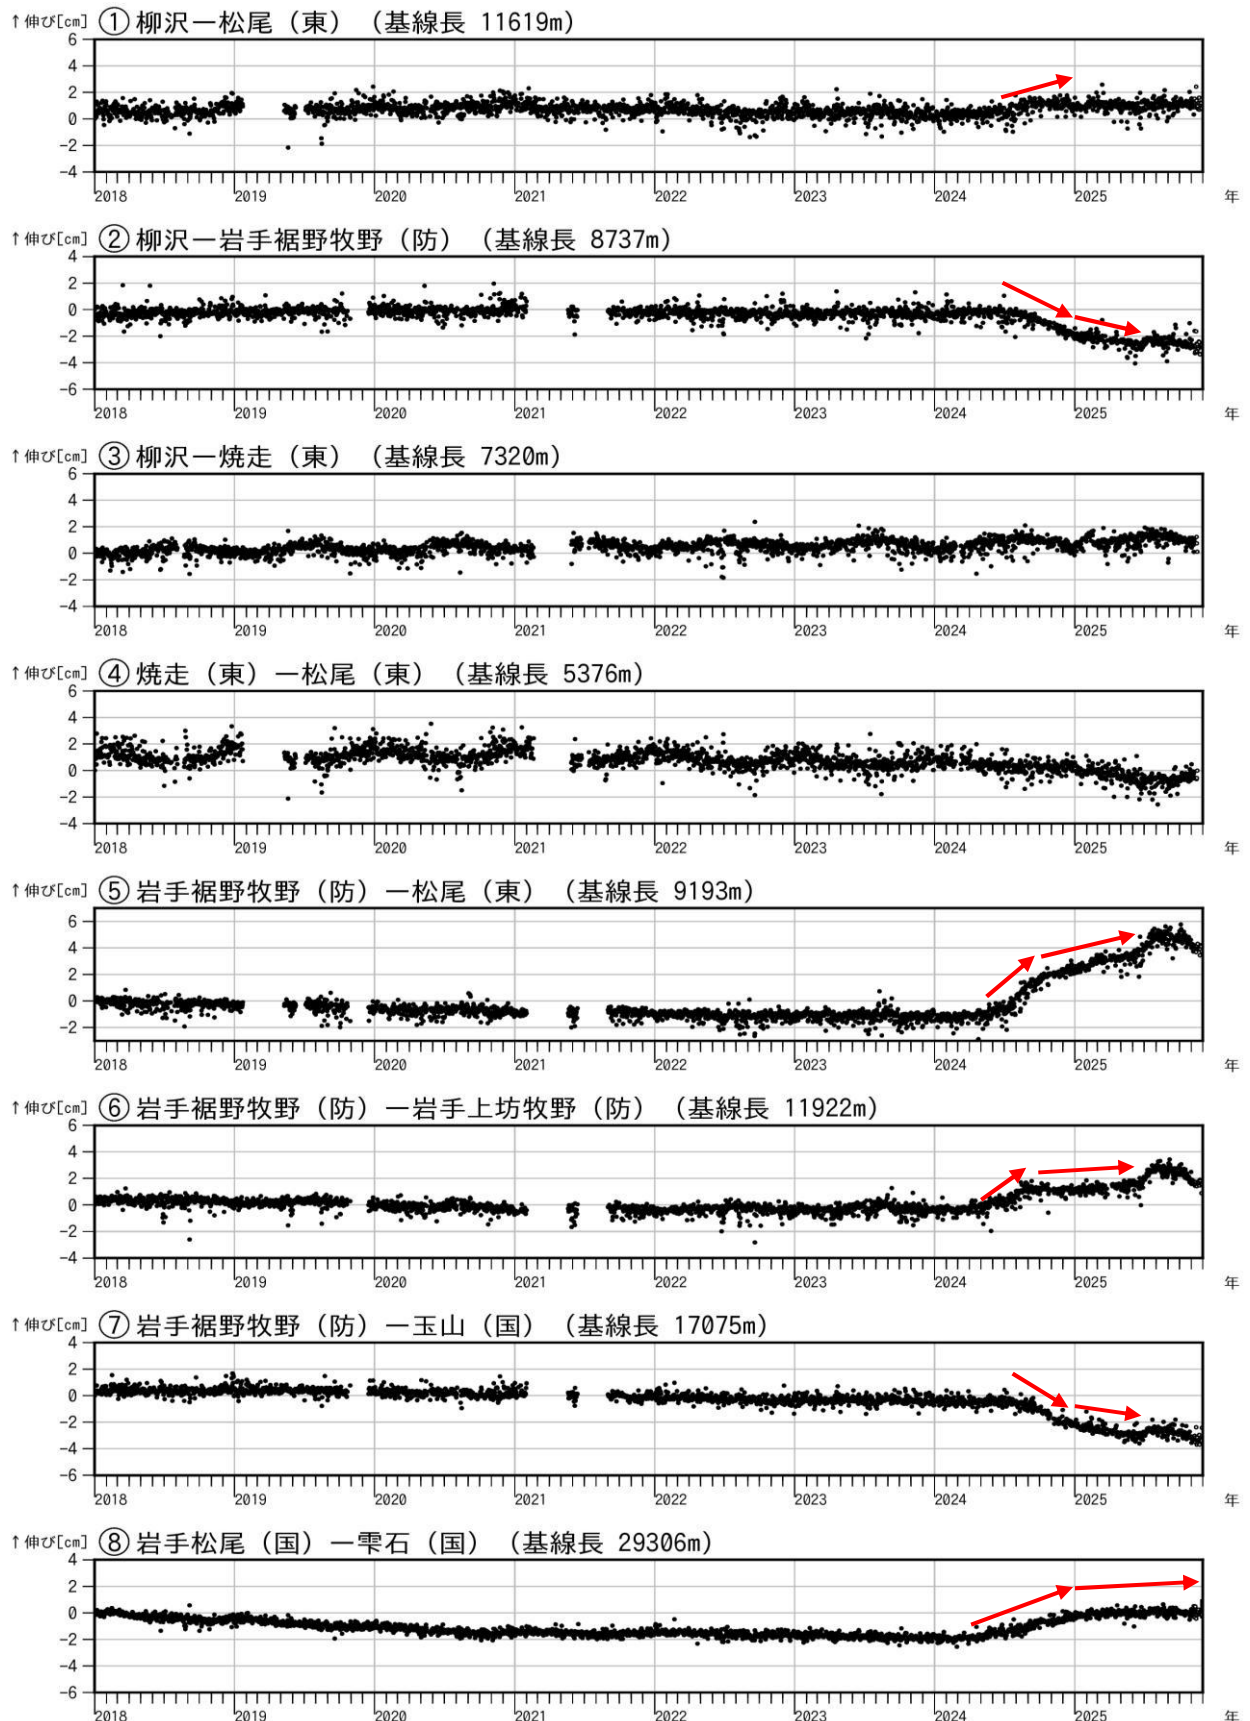 ↑伸び[cm] ①柳沢－松尾（東）（基線長 11619m）
6
4
2
0
-2
-4
2018 2019 2020 2021 2022 2023 2024 2025 年
↑伸び[cm] ②柳沢－岩手裾野牧野（防）（基線長 8737m）
4
2
0
-2
-4
-6
2018 2019 2020 2021 2022 2023 2024 2025 年
↑伸び[cm] ③柳沢－焼走（東）（基線長 7320m）
6
4
2
0
-2
-4
2018 2019 2020 2021 2022 2023 2024 2025 年
↑伸び[cm] ④焼走（東）－松尾（東）（基線長 5376m）
6
4
2
0
-2
-4
2018 2019 2020 2021 2022 2023 2024 2025 年
↑伸び[cm] ⑤岩手裾野牧野（防）－松尾（東）（基線長 9193m）
6
4
2
0
-2
2018 2019 2020 2021 2022 2023 2024 2025 年
↑伸び[cm] ⑥岩手裾野牧野（防）－岩手上坊牧野（防）（基線長 11922m）
6
4
2
0
-2
-4
2018 2019 2020 2021 2022 2023 2024 2025 年
↑伸び[cm] ⑦岩手裾野牧野（防）－玉山（国）（基線長 17075m）
4
2
0
-2
-4
-6
2018 2019 2020 2021 2022 2023 2024 2025 年
↑伸び[cm] ⑧岩手松尾（国）－雫石（国）（基線長 29306m）
4
2
0
-2
-4
-6
2018 2019 2020 2021 2022 2023 2024 2025 年